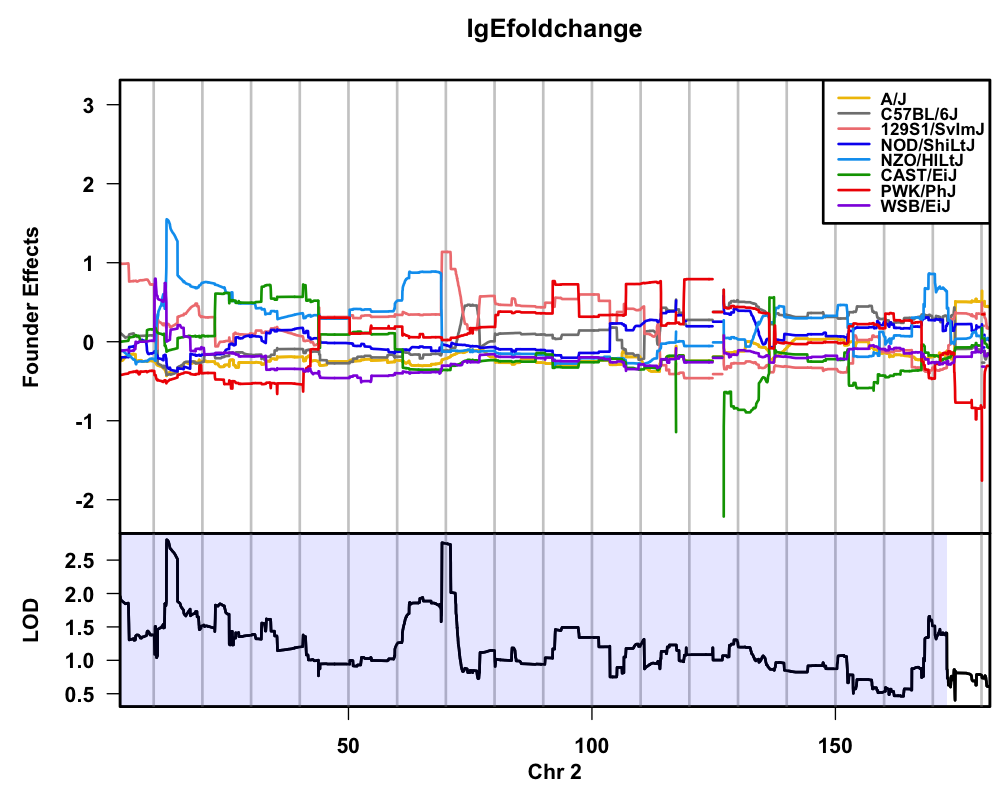 IgEfoldchange
Founder Effects
3
2
1
0
-1
-2
A/J
C57BL/6J
129S1/SvImJ
NOD/ShiLtJ
NZO/HlLtJ
CAST/EiJ
PWK/PhJ
WSB/EiJ
LOD
2.5
2.0
1.5
1.0
0.5
50 100 150
Chr 2